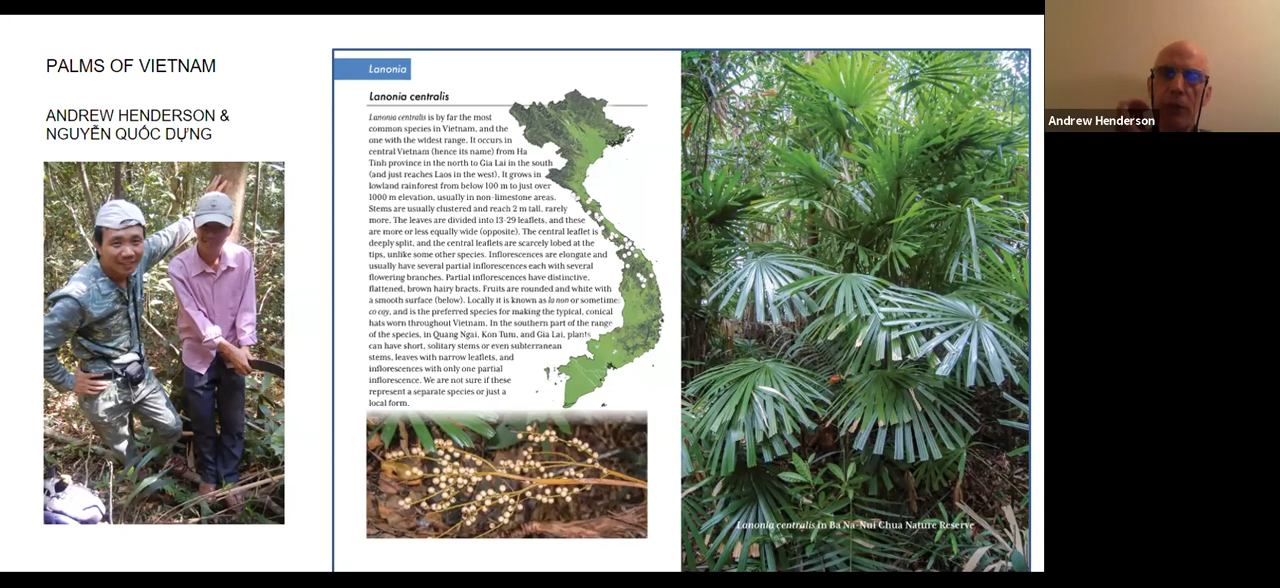 PALMS OF VIETNAM
ANDREW HENDERSON &
NGUYỄN QUỐC DỰNG
Lanonia
Lanonia centralis
Lanonia centralis is by far the most
common species in Vietnam, and the
one with the widest range. It occurs in
central Vietnam (hence its name) from Ha
Tinh province in the north to Gia Lai in the south
(and just reaches Laos in the west). It grows in
lowland rainforest from below 100 m to just over
1000 m elevation, usually in non-limestone areas.
Stems are usually clustered and reach 2 m tall, rarely
more. The leaves are divided into 13-29 leaflets, and these
are more or less equally wide (opposite). The central leaflet is
deeply split, and the central leaflets are scarcely lobed at the
tips, unlike some other species. Inflorescences are elongate and
usually have several partial inflorescences each with several
flowering branches. Partial inflorescences have distinctive,
flattened, brown hairy bracts. Fruits are rounded and white with
a smooth surface (below). Locally it is known as la non or sometime
co coy, and is the preferred species for making the typical, conical
hats worn throughout Vietnam. In the southern part of the range
of the species, in Quang Ngai, Kon Tum, and Gia Lai, plants
can have short, solitary stems or even subterranean
stems, leaves with narrow leaflets, and
inflorescences with only one partial
inflorescence. We are not sure if these
represent a separate species or just a
local form.
Lanonia centralis in Ba Na-Nui Chua Nature Reserve
Andrew Henderson